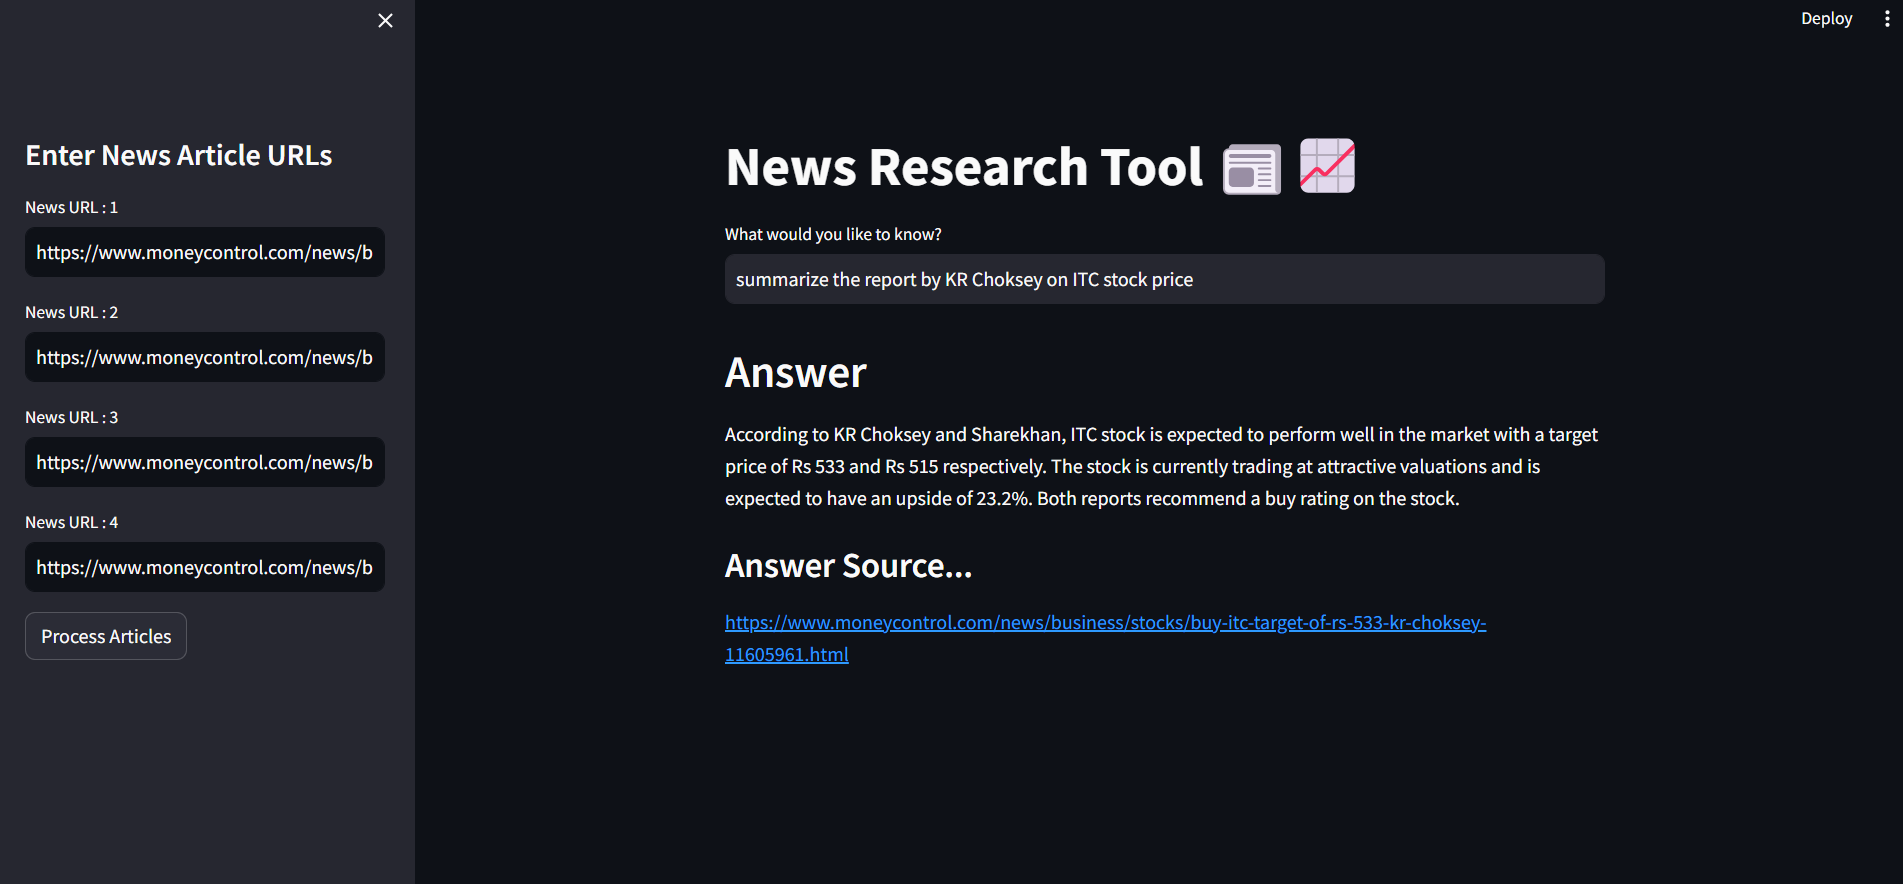 Deploy
Enter News Article URLs
News URL : 1
https://www.moneycontrol.com/news/b
News URL : 2
https://www.moneycontrol.com/news/b
News URL : 3
https://www.moneycontrol.com/news/b
News URL : 4
https://www.moneycontrol.com/news/b
Process Articles
News Research Tool
What would you like to know?
summarize the report by KR Choksey on ITC stock price
Answer
According to KR Choksey and Sharekhan, ITC stock is expected to perform well in the market with a target
price of Rs 533 and Rs 515 respectively. The stock is currently trading at attractive valuations and is
expected to have an upside of 23.2%. Both reports recommend a buy rating on the stock.
Answer Source...
https://www.moneycontrol.com/news/business/stocks/buy-itc-target-of-rs-533-kr-choksey-
11605961.html